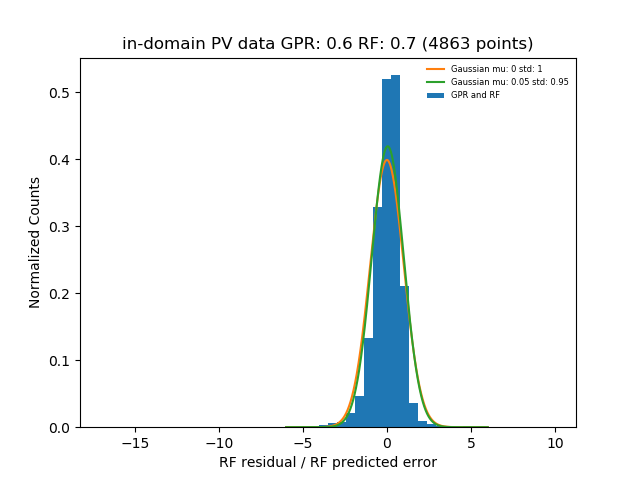 in-domain PV data GPR: 0.6 RF: 0.7 (4863 points)
Gaussian mu: 0 std: 1
Gaussian mu: 0.05 std: 0.95
GPR and RF
Normalized Counts
0.5
0.4
0.3
0.2
0.1
0.0
−15 −10 −5 0 5 10
RF residual / RF predicted error